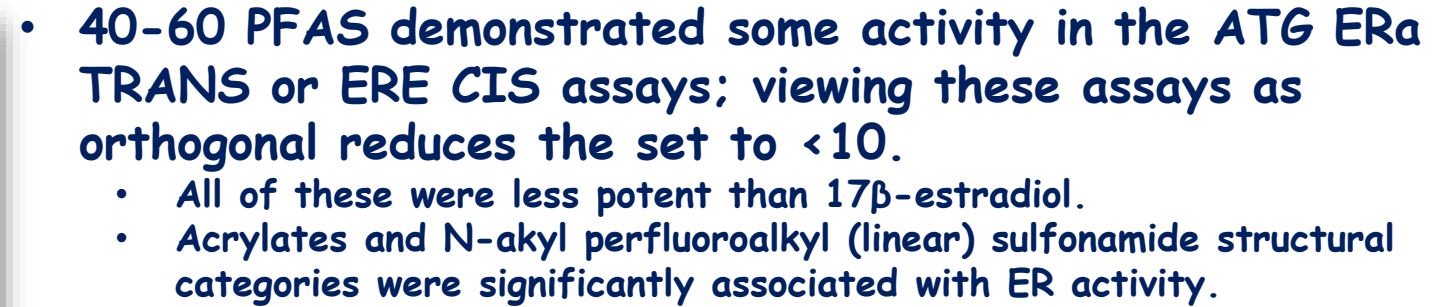 • 40-60 PFAS demonstrated some activity in the ATG ERa
TRANS or ERE CIS assays; viewing these assays as
orthogonal reduces the set to <10.
• All of these were less potent than 17β-estradiol.
• Acrylates and N-akyl perfluoroalkyl (linear) sulfonamide structural
categories were significantly associated with ER activity.